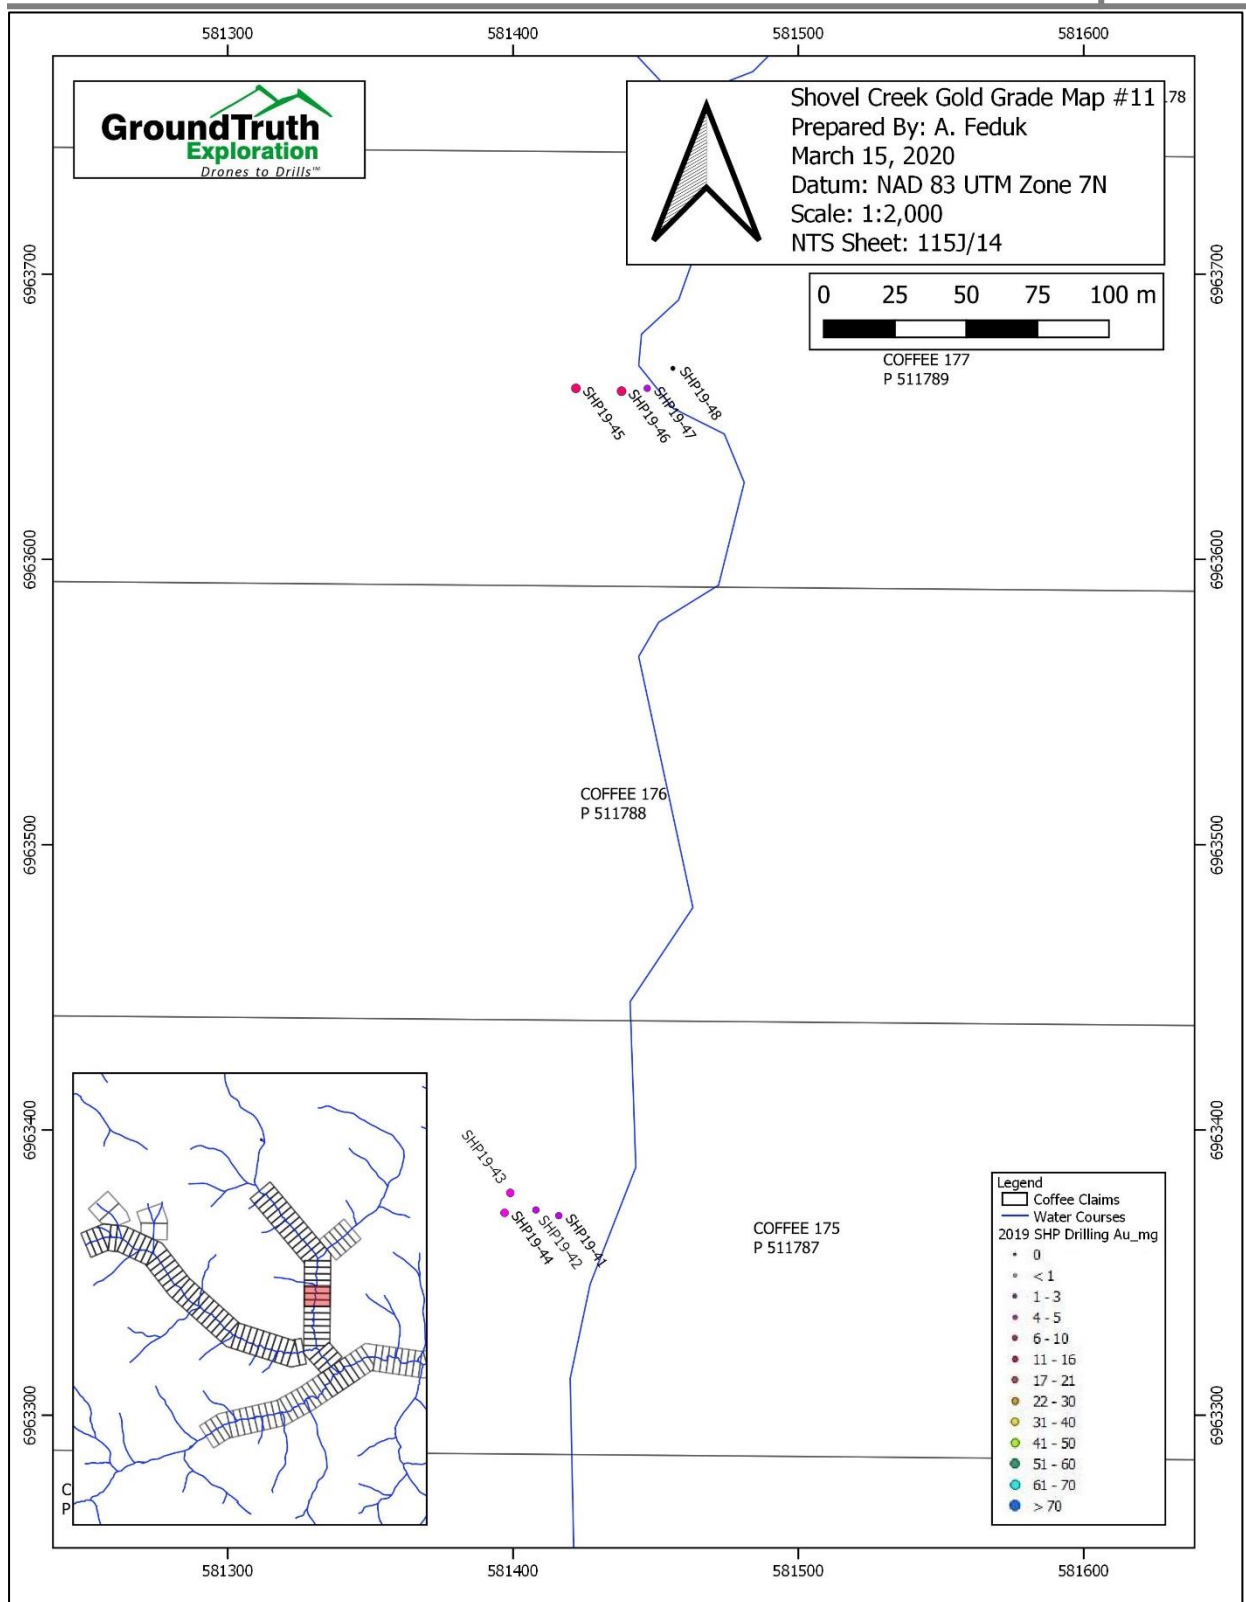 581300
581400
581500
581600
GroundTruth
Exploration
Drones to Drills™
Shovel Creek Gold Grade Map #11
Prepared By: A. Feduk
March 15, 2020
Datum: NAD 83 UTM Zone 7N
Scale: 1:2,000
NTS Sheet: 115J/14
78
6963700
6963700
0 25 50 75 100 m
COFFEE 177
P 511789
SHP19-45
SHP19-46
SHP19-47
SHP19-48
6963600
6963600
COFFEE 176
P 511788
6963500
6963500
6963400
6963400
SHP19-43
SHP19-44
SHP19-42
SHP19-41
COFFEE 175
P 511787
Legend
Coffee Claims
Water Courses
2019 SHP Drilling Au_mg
0
< 1
1 - 3
4 - 5
6 - 10
11 - 16
17 - 21
22 - 30
31 - 40
41 - 50
51 - 60
61 - 70
> 70
6963300
6963300
C
P
581300
581400
581500
581600